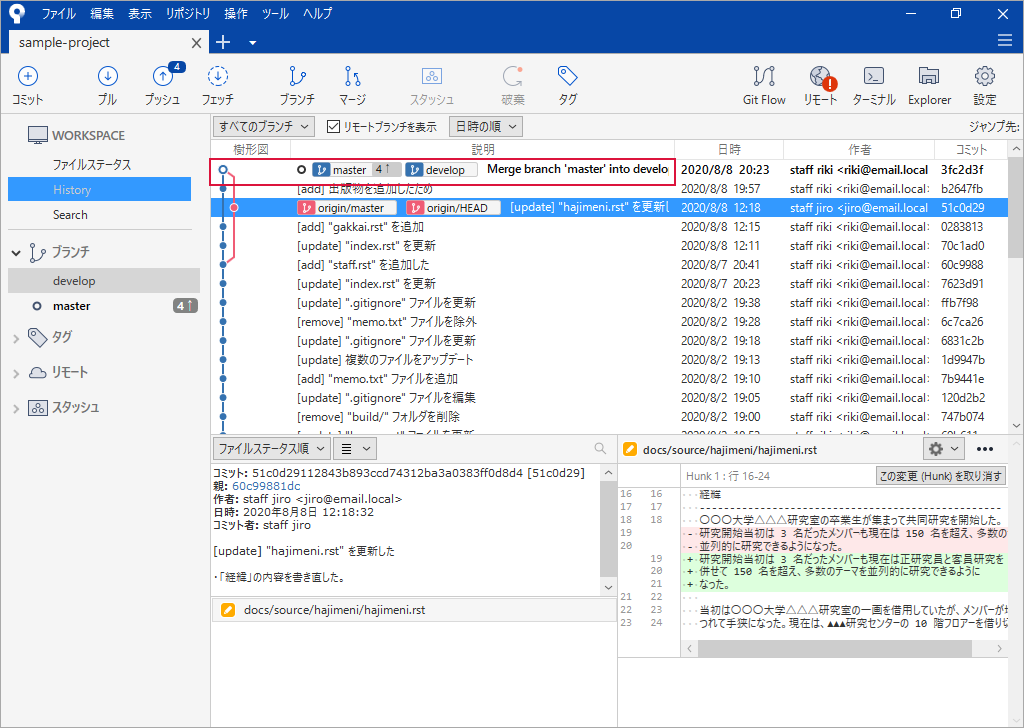 ファイル 編集 表示 リポジトリ 操作 ツール ヘルプ
sample-project
4
コミット プル プッシュ フェッチ ブランチ マージ スタッシュ 破棄 タグ Git Flow リモート ターミナル Explorer 設定
WORKSPACE
ファイルステータス
History
Search
ブランチ
develop
master 4↑
タグ
リモート
スタッシュ
すべてのブランチ リモートブランチを表示 日時の順 ジャンプ先:
樹形図 説明 日時 作者 コミット
master 4↑ develop Merge branch 'master' into develo 2020/8/8 20:23 staff riki <riki@email.local 3fc2d3f
[add] 出版物を追加したため 2020/8/8 19:57 staff riki <riki@email.local: b2647fb
origin/master origin/HEAD [update] "hajimeni.rst" を更新し 2020/8/8 12:18 staff jiro <jiro@email.local 51c0d29
[add] "gakkai.rst" を追加 2020/8/8 12:15 staff riki <riki@email.local: 0283813
[update] "index.rst" を更新 2020/8/8 12:11 staff riki <riki@email.local: 70c1ad0
[add] "staff.rst" を追加した 2020/8/7 20:41 staff riki <riki@email.local: 60c9988
[update] "index.rst" を更新 2020/8/7 20:23 staff riki <riki@email.local: 7623d91
[update] ".gitignore" ファイルを更新 2020/8/2 19:38 staff riki <riki@email.local: ffb7f98
[remove] "memo.txt" ファイルを除外 2020/8/2 19:28 staff riki <riki@email.local: 6c7ca26
[update] ".gitignore" ファイルを更新 2020/8/2 19:18 staff riki <riki@email.local: 6831c2b
[update] 複数のファイルをアップデート 2020/8/2 19:13 staff riki <riki@email.local: 1d9947b
[add] "memo.txt" ファイルを追加 2020/8/2 19:10 staff riki <riki@email.local: 7b9441e
[update] ".gitignore" ファイルを編集 2020/8/2 19:05 staff riki <riki@email.local: 120d2b2
[remove] "build/" フォルダを削除 2020/8/2 19:00 staff riki <riki@email.local: 747b074
ファイルステータス順
コミット: 51c0d29112843b893ccd74312ba3a0383ff0d8d4 [51c0d29]
親: 60c99881dc
作者: staff jiro <jiro@email.local>
日時: 2020年8月8日 12:18:32
コミット者: staff jiro
[update] "hajimeni.rst" を更新した
・「経緯」の内容を書き直した。
docs/source/hajimeni/hajimeni.rst
docs/source/hajimeni/hajimeni.rst
Hunk 1 : 行 16-24 この変更 (Hunk) を取り消す
16 16 経緯
17 17 ------------------------------------------------
18 18 〇〇〇大学△△△研究室の卒業生が集まって共同研究を開始した。
19 - 研究開始当初は 3 名だったメンバーも現在は 150 名を超え、多数の
20 - 並列的に研究できるようになった。
19 + 研究開始当初は 3 名だったメンバーも現在は正研究員と客員研究を
20 + 併せて 150 名を超え、多数のテーマを並列的に研究できるように
21 + なった。
21 22
22 23 当初は〇〇〇大学△△△研究室の一画を借用していたが、メンバーが
23 24 つれて手狭になった。現在は、▲▲▲研究センターの 10 階フロアーを借り